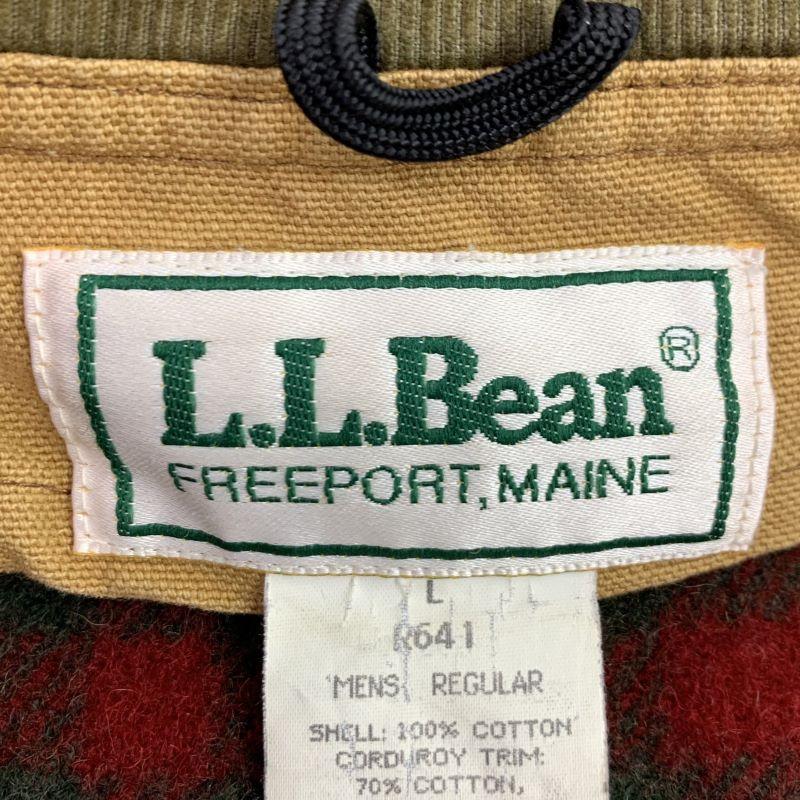 L.L.Bean®
FREEPORT, MAINE
L
R641
MENS REGULAR
SHELL: 100% COTTON
CORDUROY TRIM:
70% COTTON,